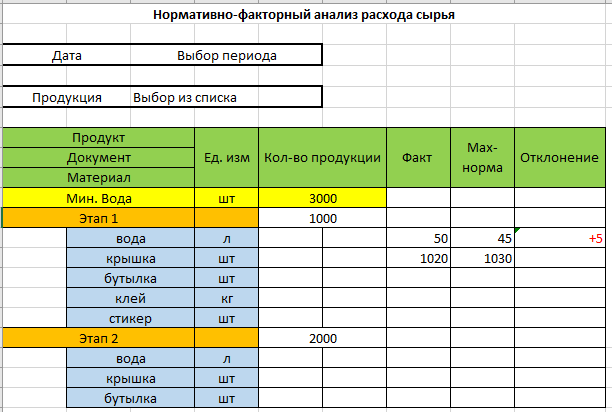 Нормативно-факторный анализ расхода сырья
Дата Выбор периода
Продукция Выбор из списка
Продукт
Документ
Материал
Ед. изм Кол-во продукции Факт Мах-норма Отклонение
Мин. Вода шт 3000
Этап 1 1000
вода л 50 45 +5
крышка шт 1020 1030
бутылка шт
клей кг
стикер шт
Этап 2 2000
вода л
крышка шт
бутылка шт